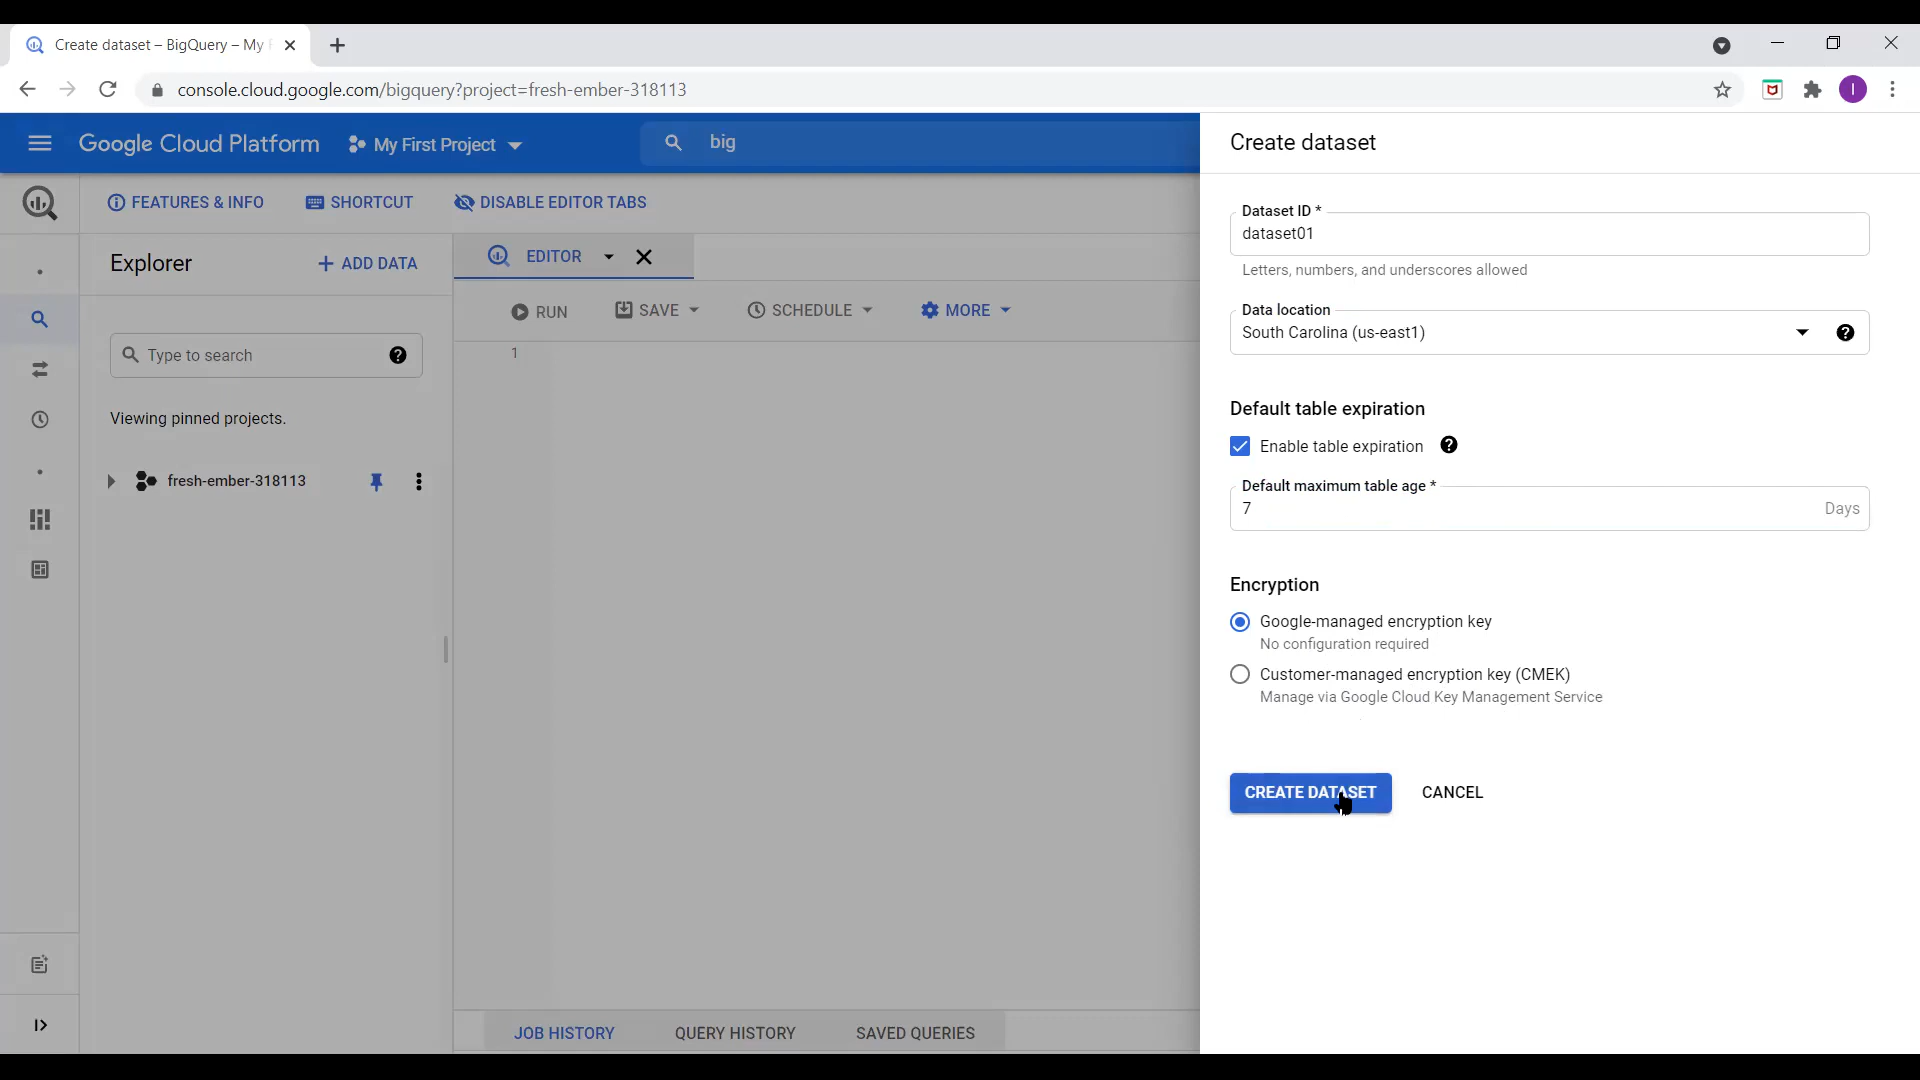 Create dataset – BigQuery – My
console.cloud.google.com/bigquery?project=fresh-ember-318113
I
Google Cloud Platform
My First Project
big
FEATURES & INFO
SHORTCUT
DISABLE EDITOR TABS
Explorer
ADD DATA
EDITOR
RUN
SAVE
SCHEDULE
MORE
1
Type to search
Viewing pinned projects.
fresh-ember-318113
JOB HISTORY
QUERY HISTORY
SAVED QUERIES
Create dataset
Dataset ID *
dataset01
Letters, numbers, and underscores allowed
Data location
South Carolina (us-east1)
Default table expiration
Enable table expiration
Default maximum table age *
7
Days
Encryption
Google-managed encryption key
No configuration required
Customer-managed encryption key (CMEK)
Manage via Google Cloud Key Management Service
CREATE DATASET
CANCEL